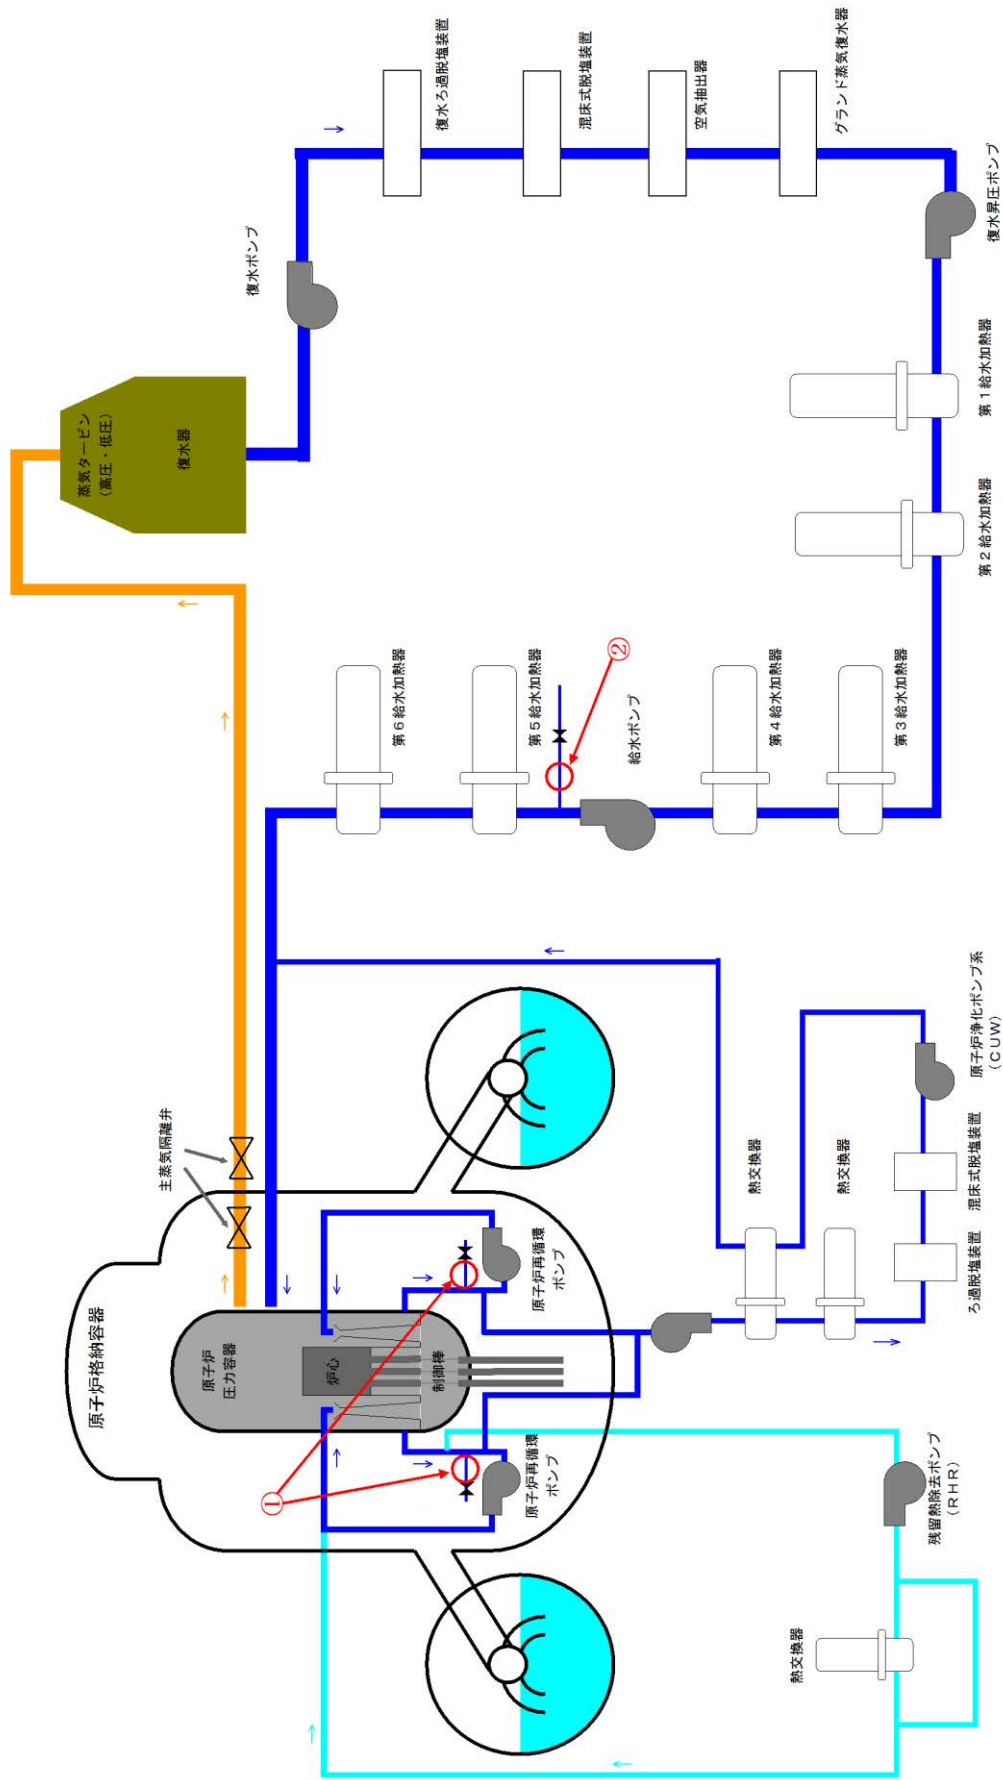 原子炉格納容器
主蒸気隔離弁
蒸気タービン
(高圧・低圧)
復水器
復水ポンプ
復水ろ過脱塩装置
混床式脱塩装置
空気抽出器
グランド蒸気復水器
復水昇圧ポンプ
第1給水加熱器
第2給水加熱器
第3給水加熱器
第4給水加熱器
給水ポンプ
②
第5給水加熱器
第6給水加熱器
原子炉
圧力容器
炉心
制御棒
①
原子炉再循環
ポンプ
原子炉再循環
ポンプ
熱交換器
熱交換器
ろ過脱塩装置
混床式脱塩装置
原子炉浄化ポンプ系
(CUW)
残留熱除去ポンプ
(RHR)
熱交換器